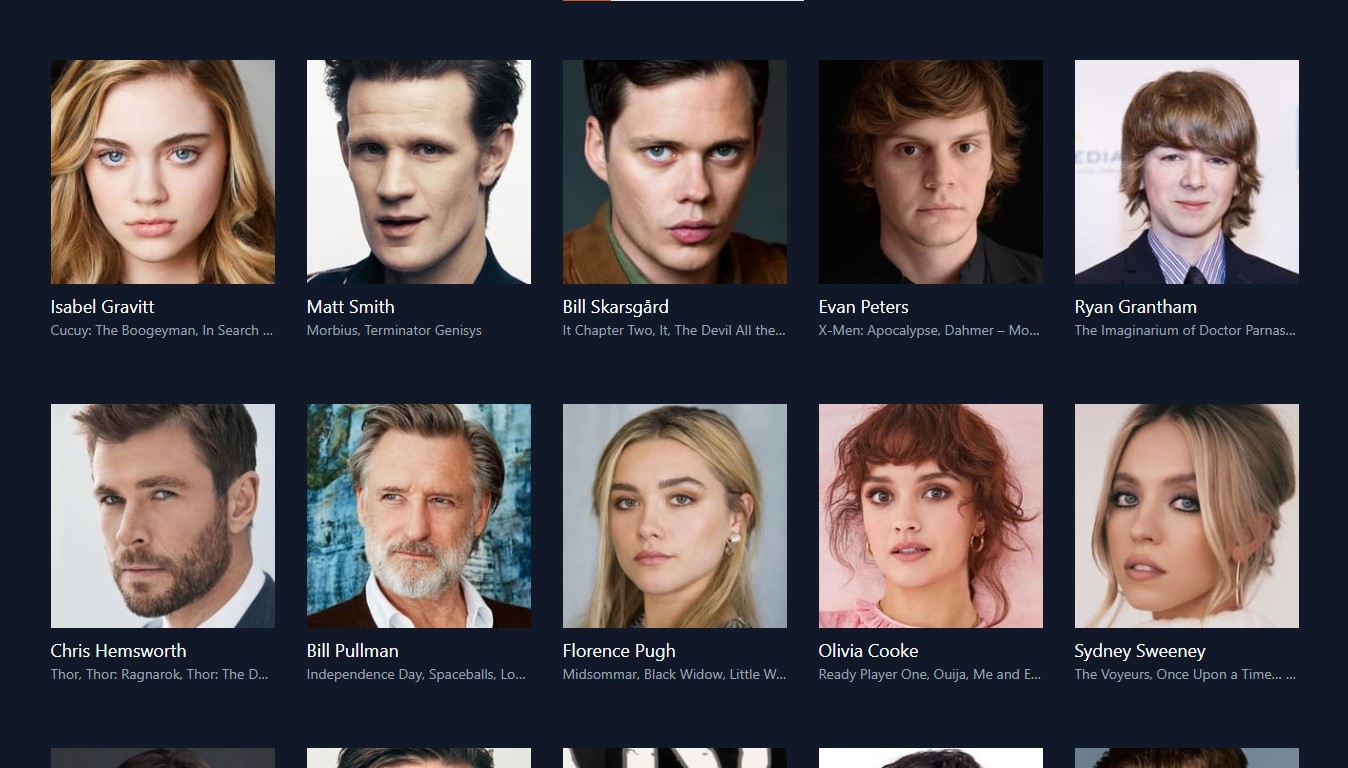 EDIA
Isabel Gravitt
Matt Smith
Bill Skarsgård
Evan Peters
Ryan Grantham
Cucuy: The Boogeyman, In Search ...
Morbius, Terminator Genisys
It Chapter Two, It, The Devil All the...
X-Men: Apocalypse, Dahmer – Mo...
The Imaginarium of Doctor Parnas...
Chris Hemsworth
Bill Pullman
Florence Pugh
Olivia Cooke
Sydney Sweeney
Thor, Thor: Ragnarok, Thor: The D...
Independence Day, Spaceballs, Lo...
Midsommar, Black Widow, Little W...
Ready Player One, Ouija, Me and E...
The Voyeurs, Once Upon a Time... ...